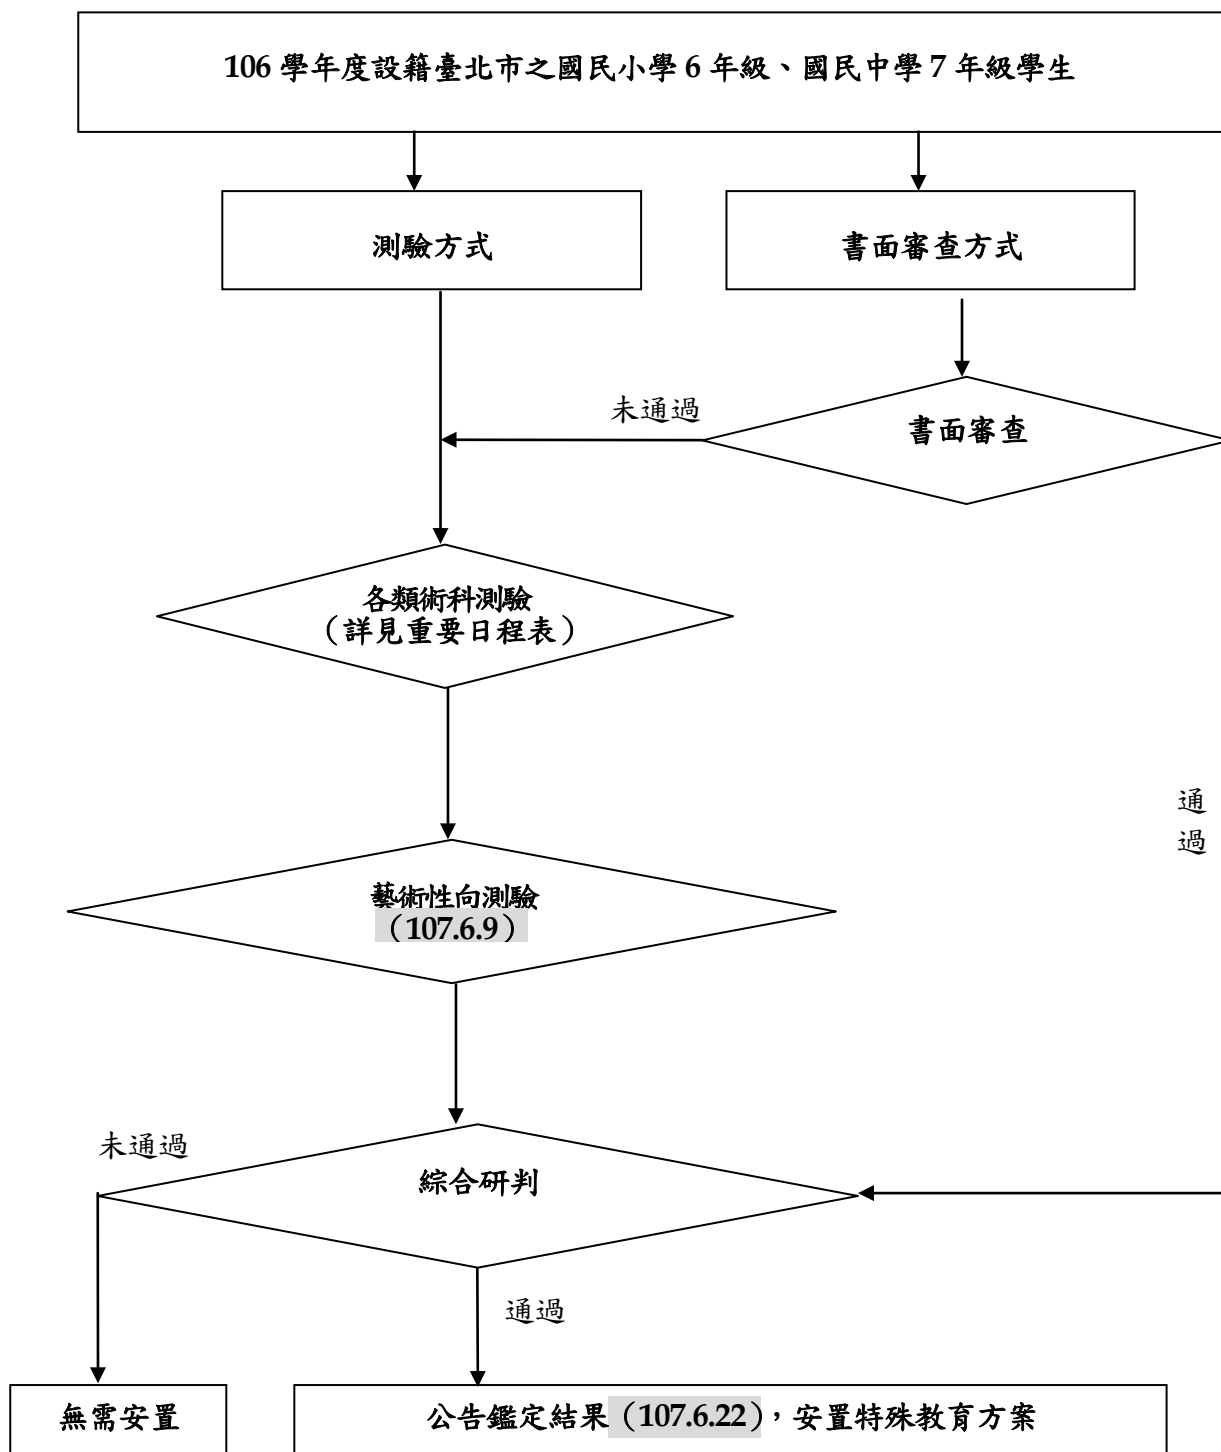 106 學年度設籍臺北市之國民小學 6 年級、國民中學 7 年級學生
測驗方式
書面審查方式
未通過
書面審查
各類術科測驗
（詳見重要日程表）
通
過
藝術性向測驗
（107.6.9）
未通過
綜合研判
通過
無需安置
公告鑑定結果（107.6.22），安置特殊教育方案